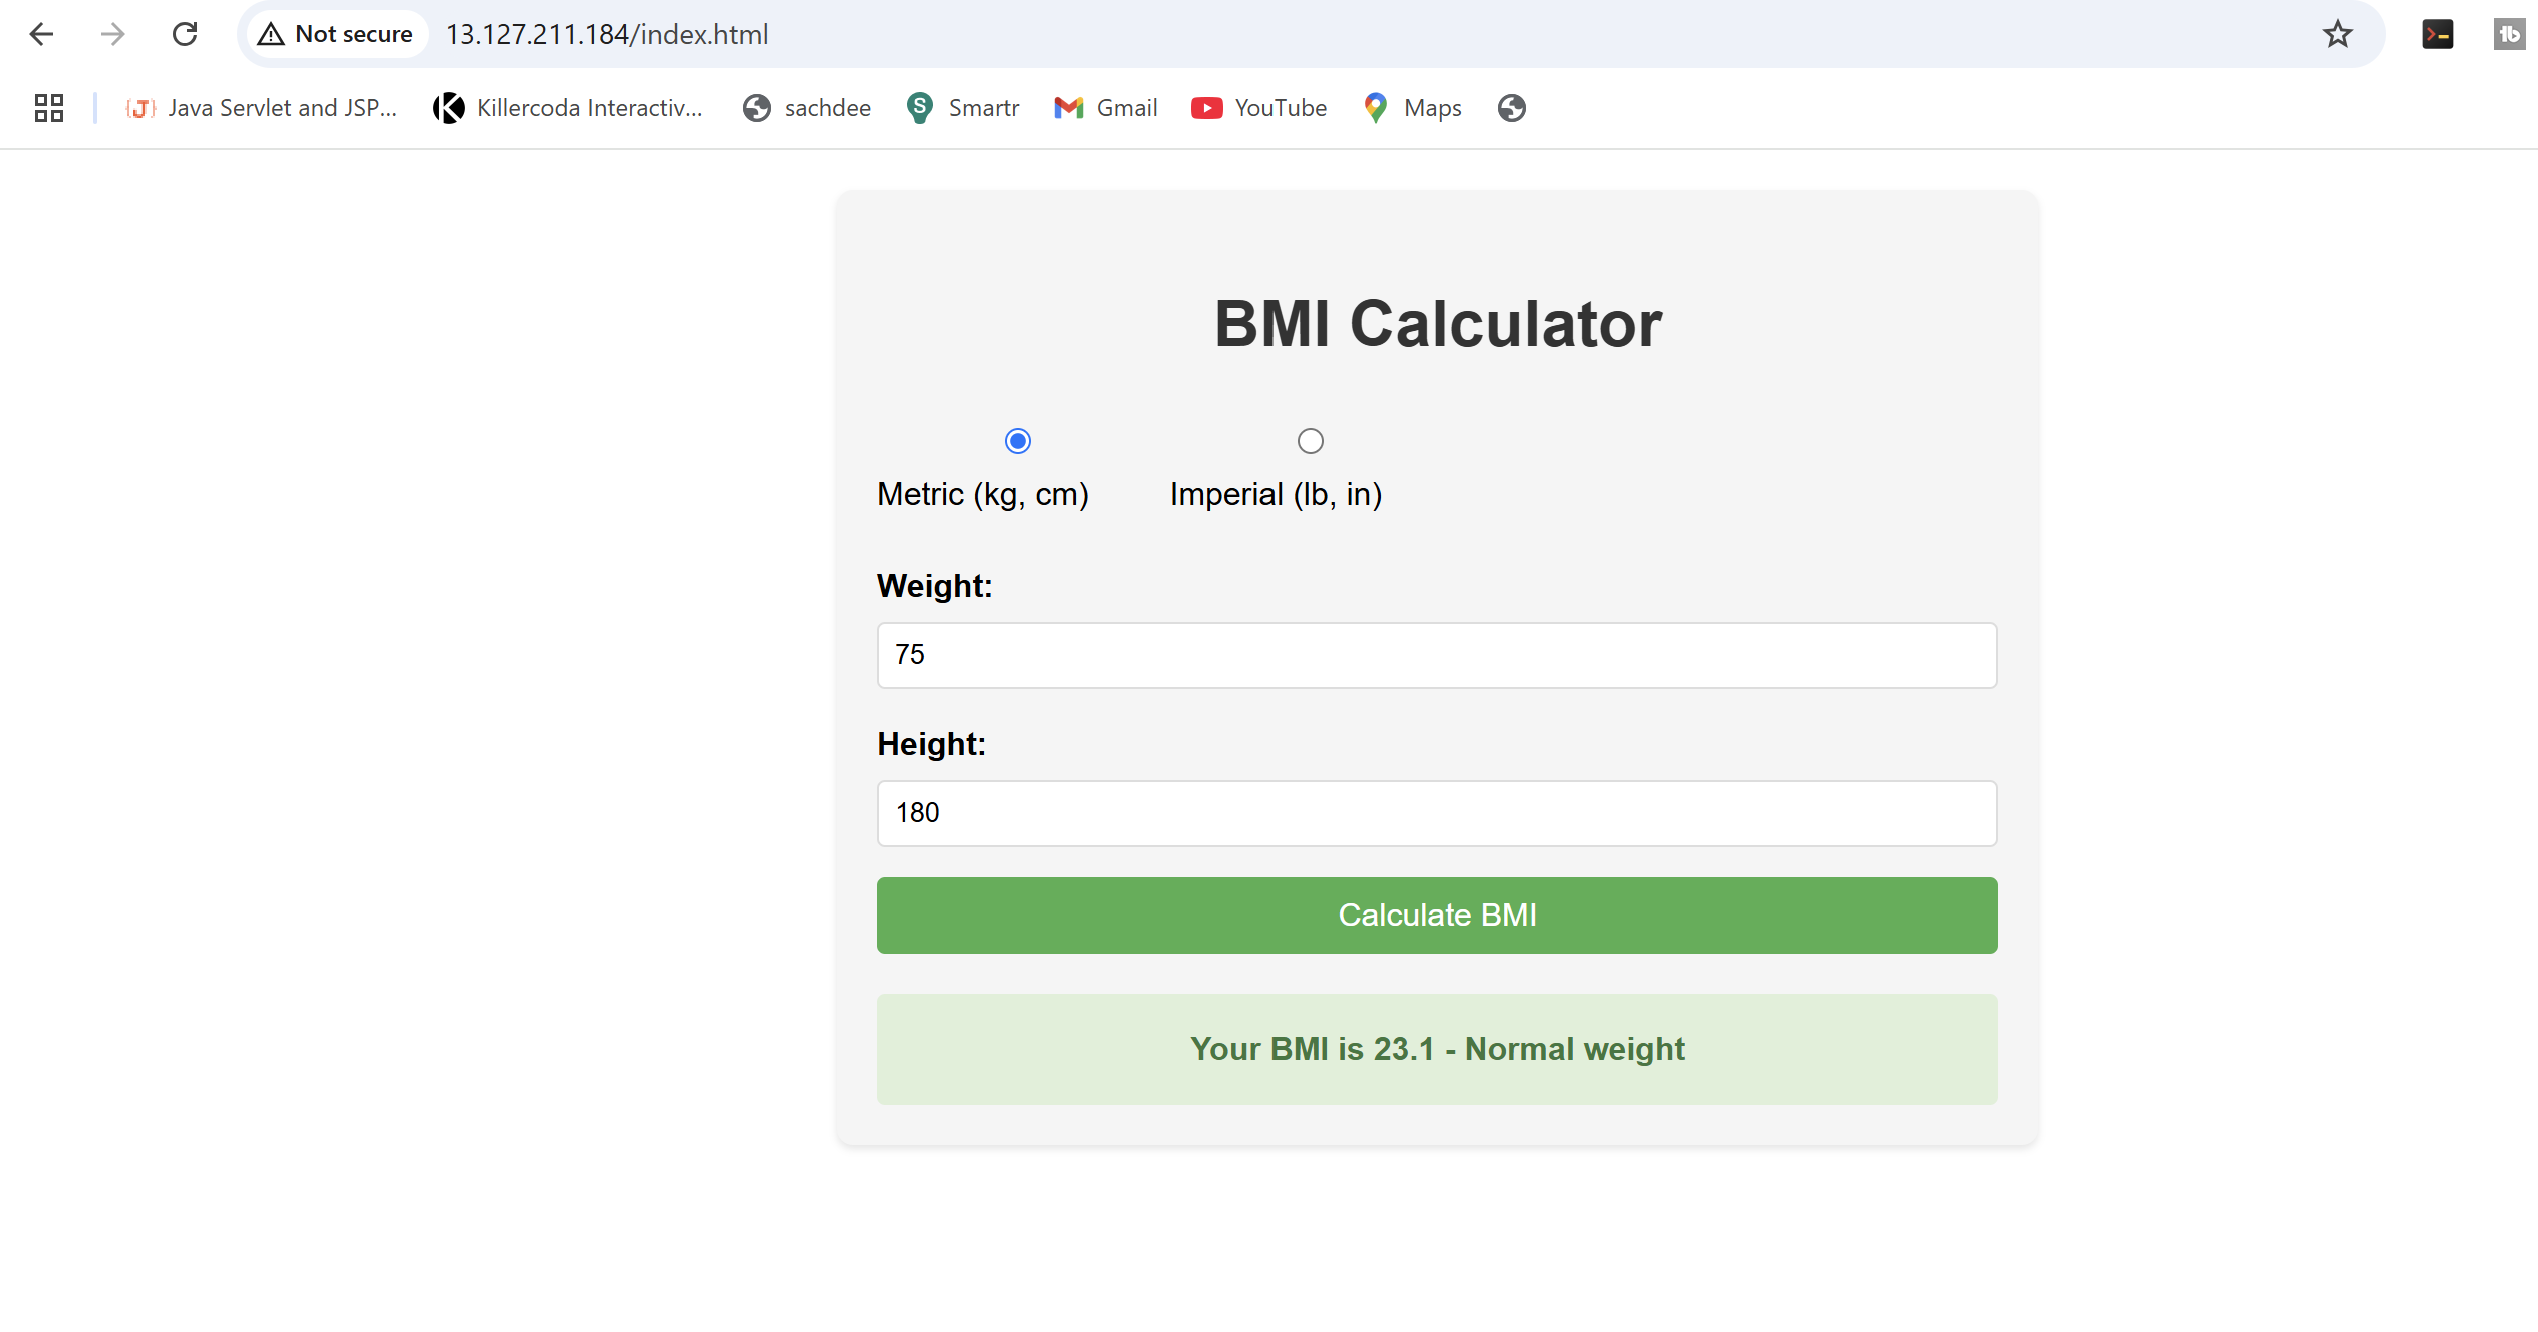 Not secure 13.127.211.184/index.html
Java Servlet and JSP... Killercoda Interactiv... sachdee Smartr Gmail YouTube Maps
BMI Calculator
Metric (kg, cm) Imperial (lb, in)
Weight:
75
Height:
180
Calculate BMI
Your BMI is 23.1 - Normal weight